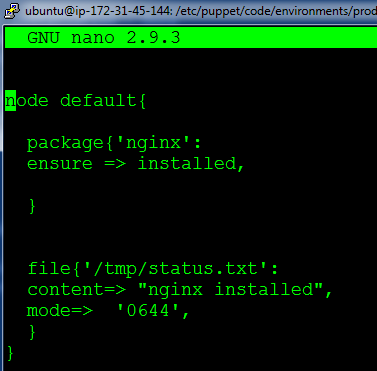 ubuntu@ip-172-31-45-144: /etc/puppet/code/environments/prod
GNU nano 2.9.3
node default{
package{'nginx':
ensure => installed,
}
file{'/tmp/status.txt':
content=> "nginx installed",
mode=>  '0644',
}
}